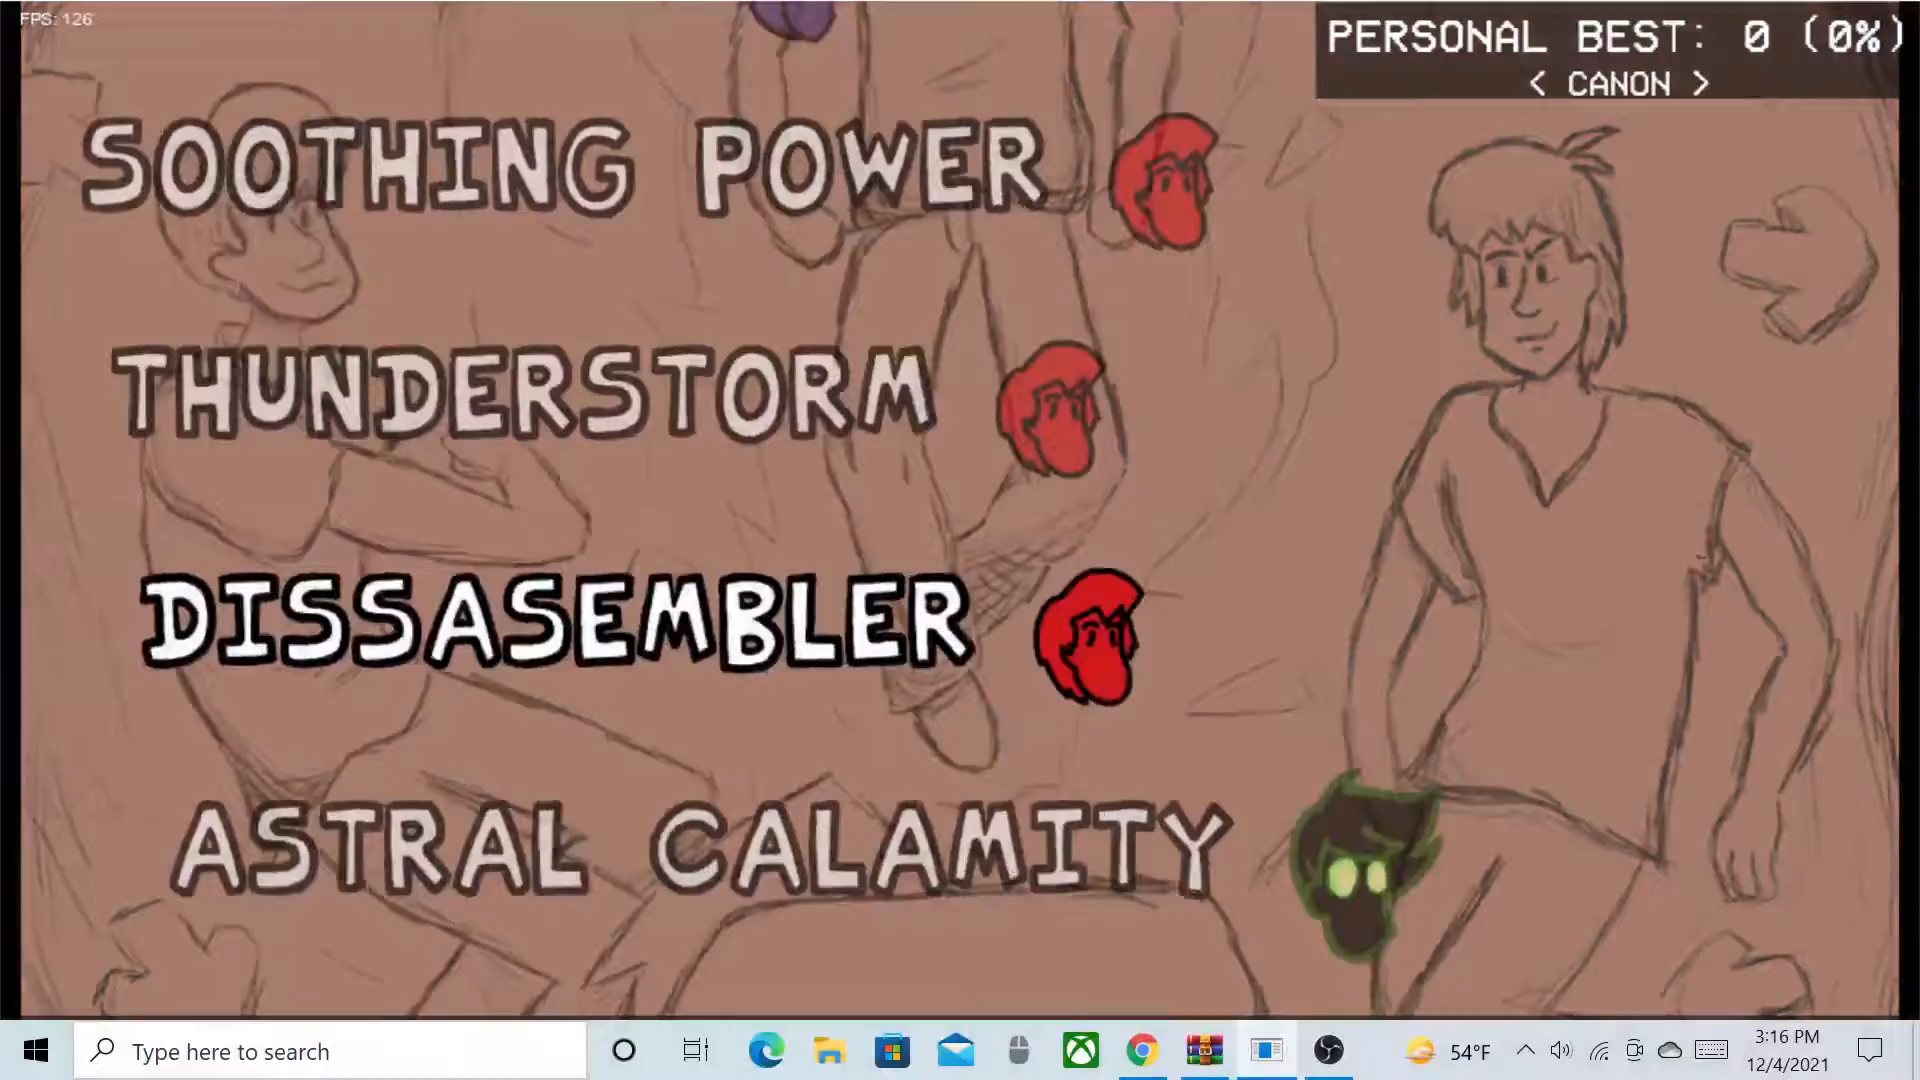 FPS: 126
PERSONAL BEST: 0 (0%)
< CANON >
SOOTHING POWER
THUNDERSTORM
DISSASEMBLER
ASTRAL CALAMITY
Type here to search
54°F
3:16 PM
12/4/2021